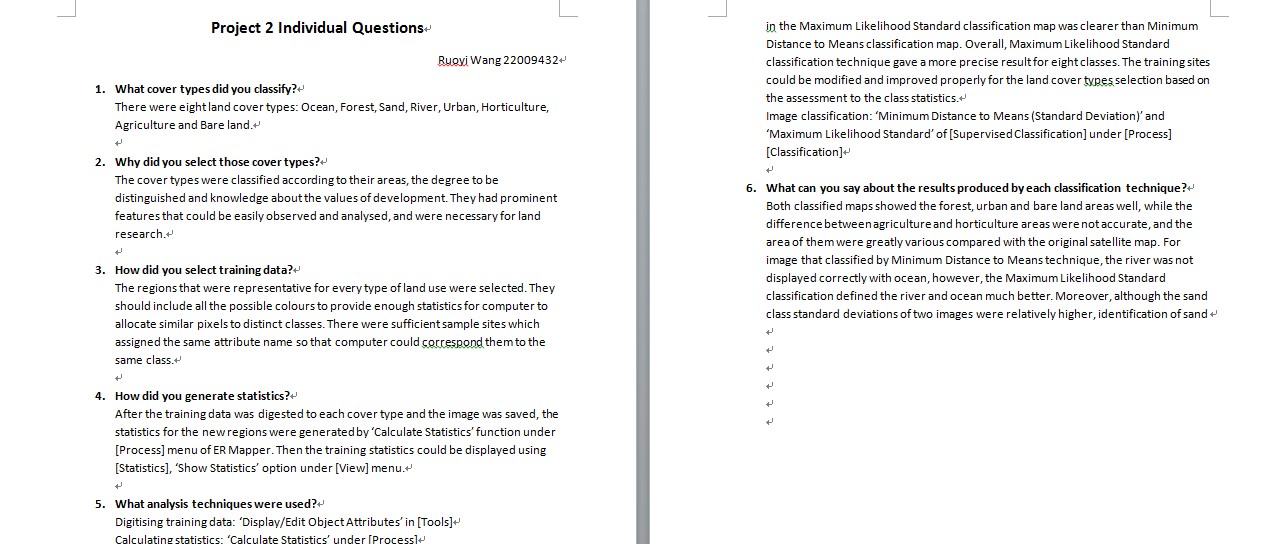 Project 2 Individual Questions
Ruoyi Wang 22009432
1. What cover types did you classify?
There were eight land cover types: Ocean, Forest, Sand, River, Urban, Horticulture,
Agriculture and Bare land.
2. Why did you select those cover types?
The cover types were classified according to their areas, the degree to be
distinguished and knowledge about the values of development. They had prominent
features that could be easily observed and analysed, and were necessary for land
research.
3. How did you select training data?
The regions that were representative for every type of land use were selected. They
should include all the possible colours to provide enough statistics for computer to
allocate similar pixels to distinct classes. There were sufficient sample sites which
assigned the same attribute name so that computer could correspond them to the
same class.
4. How did you generate statistics?
After the training data was digested to each cover type and the image was saved, the
statistics for the new regions were generated by ‘Calculate Statistics’ function under
[Process] menu of ER Mapper. Then the training statistics could be displayed using
[Statistics], ‘Show Statistics’ option under [View] menu.
5. What analysis techniques were used?
Digitising training data: ‘Display/Edit Object Attributes’ in [Tools]
Calculating statistics: ‘Calculate Statistics’ under [Process]
in the Maximum Likelihood Standard classification map was clearer than Minimum
Distance to Means classification map. Overall, Maximum Likelihood Standard
classification technique gave a more precise result for eight classes. The training sites
could be modified and improved properly for the land cover types selection based on
the assessment to the class statistics.
Image classification: ‘Minimum Distance to Means (Standard Deviation)’ and
‘Maximum Likelihood Standard’ of [Supervised Classification] under [Process]
[Classification]
6. What can you say about the results produced by each classification technique?
Both classified maps showed the forest, urban and bare land areas well, while the
difference between agriculture and horticulture areas were not accurate, and the
area of them were greatly various compared with the original satellite map. For
image that classified by Minimum Distance to Means technique, the river was not
displayed correctly with ocean, however, the Maximum Likelihood Standard
classification defined the river and ocean much better. Moreover, although the sand
class standard deviations of two images were relatively higher, identification of sand